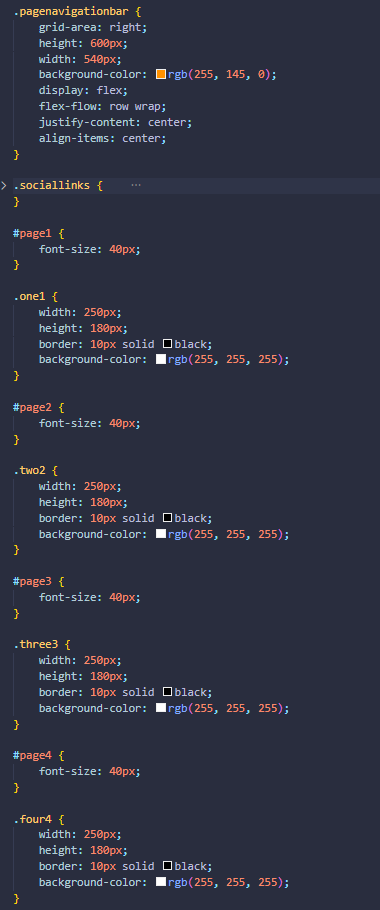 .pagenavigationbar {
    grid-area: right;
    height: 600px;
    width: 540px;
    background-color: rgb(255, 145, 0);
    display: flex;
    flex-flow: row wrap;
    justify-content: center;
    align-items: center;
}
.sociallinks { ...
}
#page1 {
    font-size: 40px;
}
.one1 {
    width: 250px;
    height: 180px;
    border: 10px solid black;
    background-color: rgb(255, 255, 255);
}
#page2 {
    font-size: 40px;
}
.two2 {
    width: 250px;
    height: 180px;
    border: 10px solid black;
    background-color: rgb(255, 255, 255);
}
#page3 {
    font-size: 40px;
}
.three3 {
    width: 250px;
    height: 180px;
    border: 10px solid black;
    background-color: rgb(255, 255, 255);
}
#page4 {
    font-size: 40px;
}
.four4 {
    width: 250px;
    height: 180px;
    border: 10px solid black;
    background-color: rgb(255, 255, 255);
}